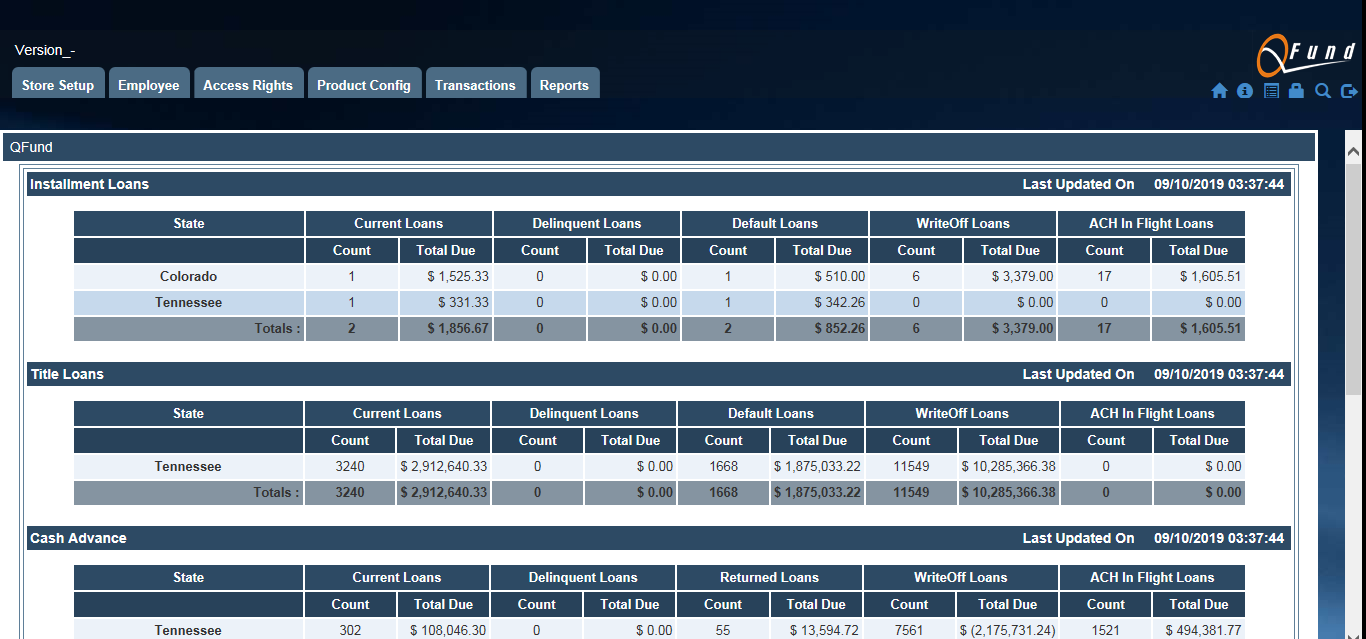 Version_-
QFund
Store Setup Employee Access Rights Product Config Transactions Reports
QFund
Installment Loans Last Updated On 09/10/2019 03:37:44
State Current Loans Delinquent Loans Default Loans WriteOff Loans ACH In Flight Loans
Count Total Due Count Total Due Count Total Due Count Total Due Count Total Due
Colorado 1 $ 1,525.33 0 $ 0.00 1 $ 510.00 6 $ 3,379.00 17 $ 1,605.51
Tennessee 1 $ 331.33 0 $ 0.00 1 $ 342.26 0 $ 0.00 0 $ 0.00
Totals : 2 $ 1,856.67 0 $ 0.00 2 $ 852.26 6 $ 3,379.00 17 $ 1,605.51
Title Loans Last Updated On 09/10/2019 03:37:44
State Current Loans Delinquent Loans Default Loans WriteOff Loans ACH In Flight Loans
Count Total Due Count Total Due Count Total Due Count Total Due Count Total Due
Tennessee 3240 $ 2,912,640.33 0 $ 0.00 1668 $ 1,875,033.22 11549 $ 10,285,366.38 0 $ 0.00
Totals : 3240 $ 2,912,640.33 0 $ 0.00 1668 $ 1,875,033.22 11549 $ 10,285,366.38 0 $ 0.00
Cash Advance Last Updated On 09/10/2019 03:37:44
State Current Loans Delinquent Loans Returned Loans WriteOff Loans ACH In Flight Loans
Count Total Due Count Total Due Count Total Due Count Total Due Count Total Due
Tennessee 302 $ 108,046.30 0 $ 0.00 55 $ 13,594.72 7561 $ (2,175,731.24) 1521 $ 494,381.77